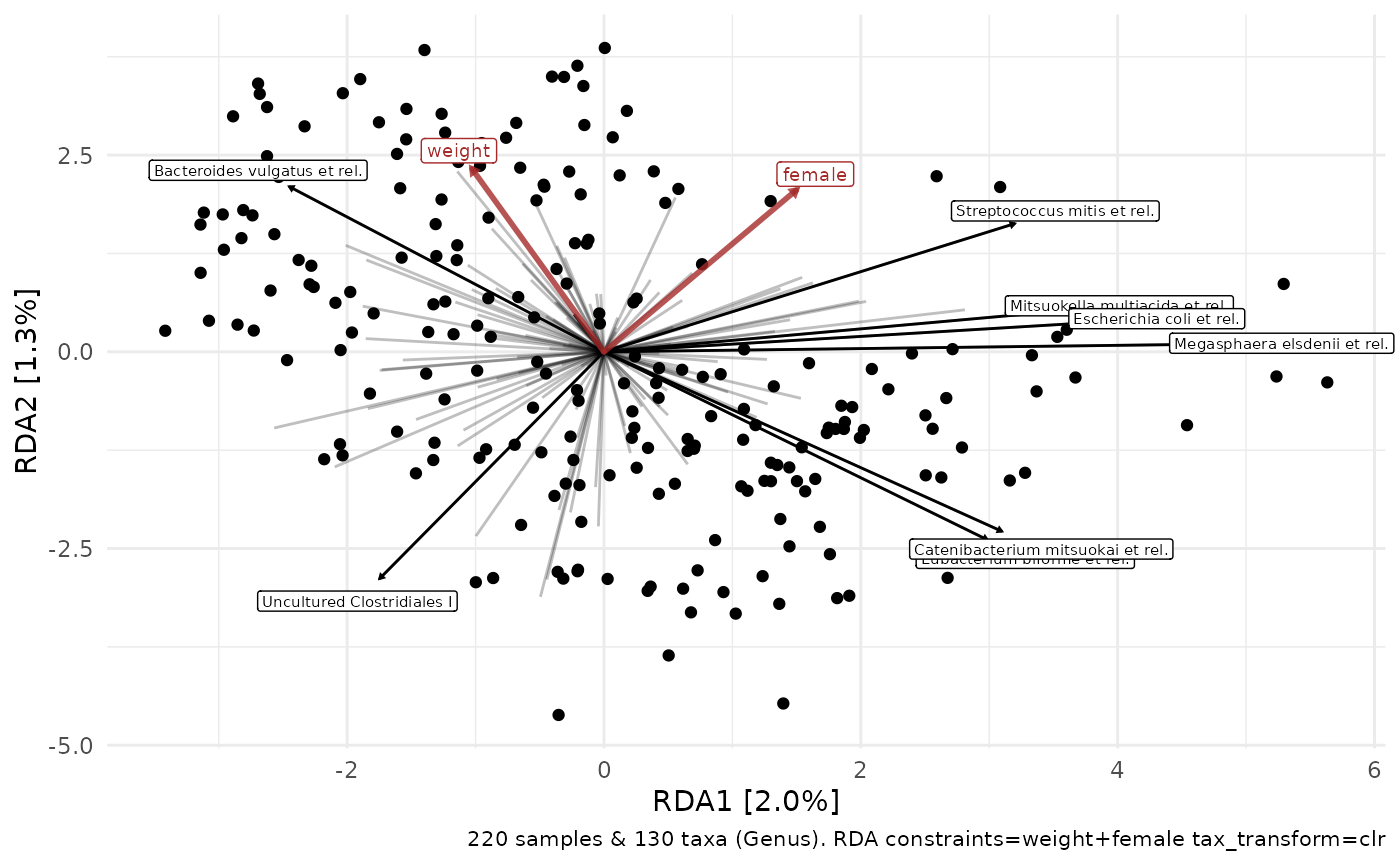 weight
female
Bacteroides vulgatus et rel.
Streptococcus mitis et rel.
Mitsuokella multiacida et rel.
Escherichia coli et rel.
Megasphaera elsdenii et rel.
Catenibacterium mitsuokai et rel.
Eubacterium biforme et rel.
Uncultured Clostridiales I
RDA2 [1.3%]
2.5
0.0
-2.5
-5.0
-2 0 2 4 6
RDA1 [2.0%]
220 samples & 130 taxa (Genus). RDA constraints=weight+female tax_transform=clr